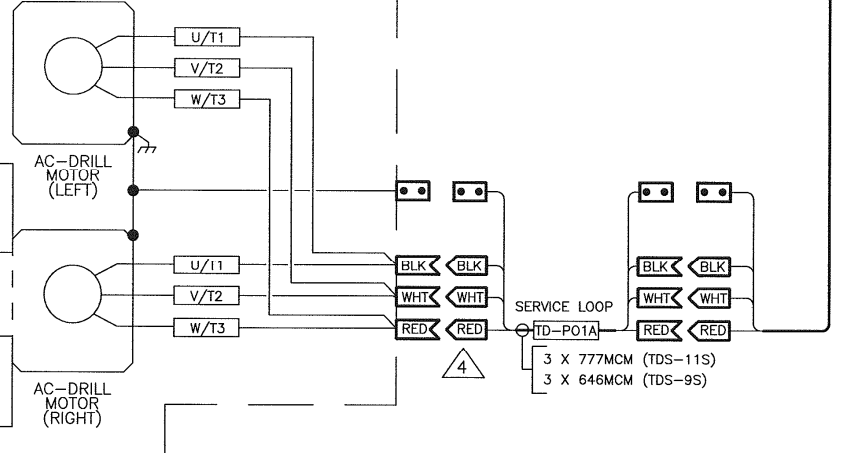 U/T1
V/T2
W/T3
AC-DRILL
MOTOR
(LEFT)
U/I1
V/T2
W/T3
AC-DRILL
MOTOR
(RIGHT)
BLK BLK
WHT WHT
RED RED
4
SERVICE LOOP
TD-P01A
3 X 777MCM (TDS-11S)
3 X 646MCM (TDS-9S)
BLK BLK
WHT WHT
RED RED